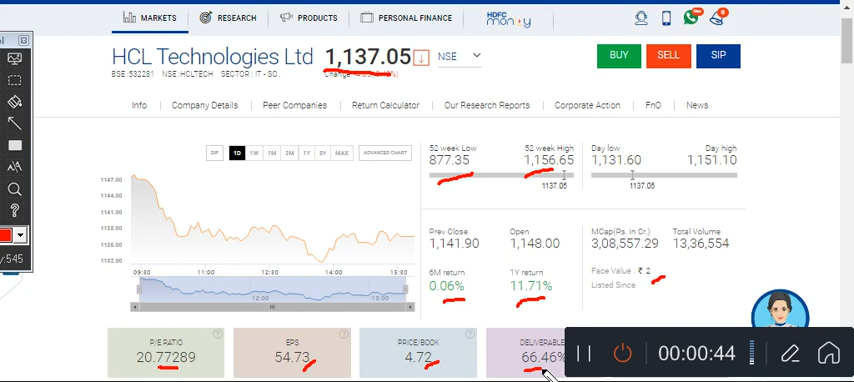 MARKETS RESEARCH PRODUCTS PERSONAL FINANCE HDFC money
HCL Technologies Ltd 1,137.05 NSE
BUY SELL SIP
BSE :532281 NSE :HCLTECH SECTOR : IT - SO..
Info Company Details Peer Companies Return Calculator Our Research Reports Corporate Action FnO News
SIP 1D 1W 1M 3M 1Y 5Y MAX ADVANCED CHART
52 week Low 52 week High Day low Day high
877.35 1,156.65 1,131.60 1,151.10
1137.05 1137.05
1147.00
1144.00
1141.00
1138.00
1135.00
1132.00
09:00 11:00 12:00 13:00 15:00
12:00 15:00
Prev Close Open MCap(Rs. in Cr.) Total Volume
1,141.90 1,148.00 3,08,557.29 13,36,554
6M return 1Y return Face Value : ₹ 2
0.06% 11.71% Listed Since
P/E RATIO EPS PRICE/BOOK DELIVERABLE
20.77289 54.73 4.72 66.46%
00:00:44
y:545